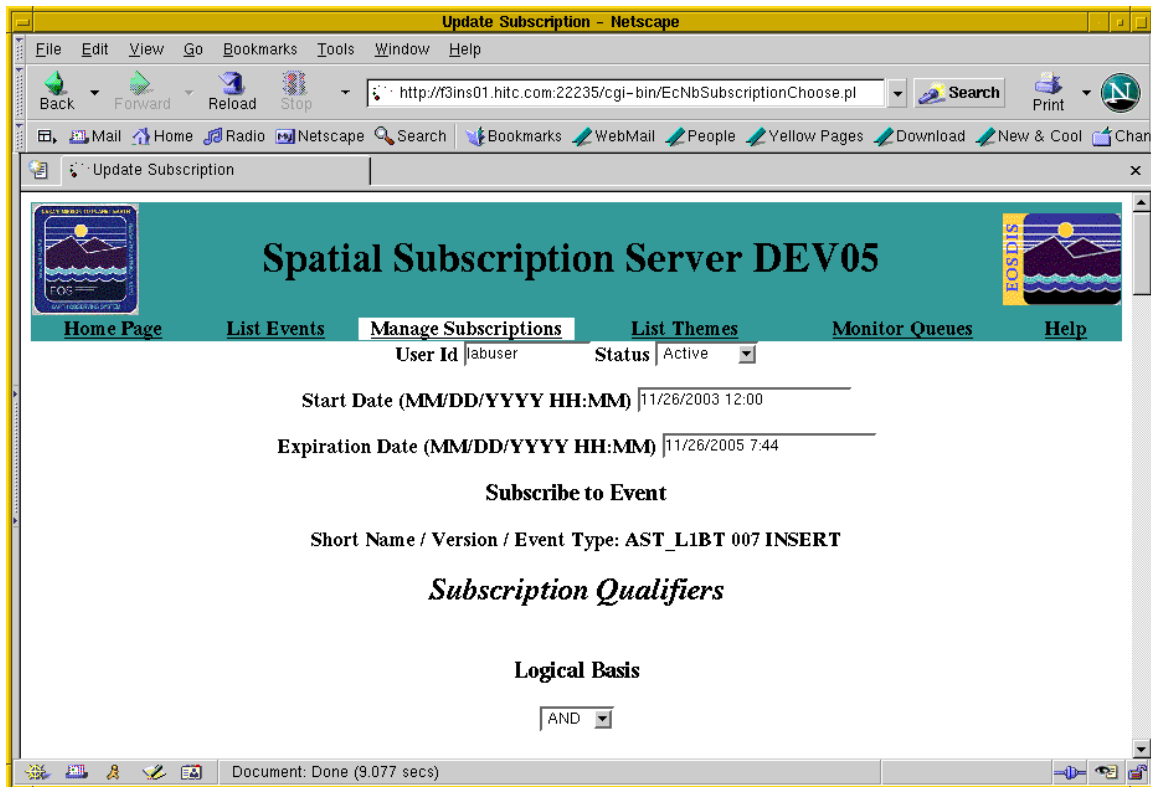 Update Subscription - Netscape
File Edit View Go Bookmarks Tools Window Help
Back Forward Reload Stop http://f3ins01.hitc.com:22235/cgi-bin/EcNbSubscriptionChoose.pl Search Print N
Mail Home Radio Netscape Search Bookmarks WebMail People Yellow Pages Download New & Cool Chan
Update Subscription
EOS
Spatial Subscription Server DEV05
EOSDIS
Home Page List Events Manage Subscriptions List Themes Monitor Queues Help
User Id labuser Status Active
Start Date (MM/DD/YYYY HH:MM) 11/26/2003 12:00
Expiration Date (MM/DD/YYYY HH:MM) 11/26/2005 7:44
Subscribe to Event
Short Name / Version / Event Type: AST_L1BT 007 INSERT
Subscription Qualifiers
Logical Basis
AND
Document: Done (9.077 secs)